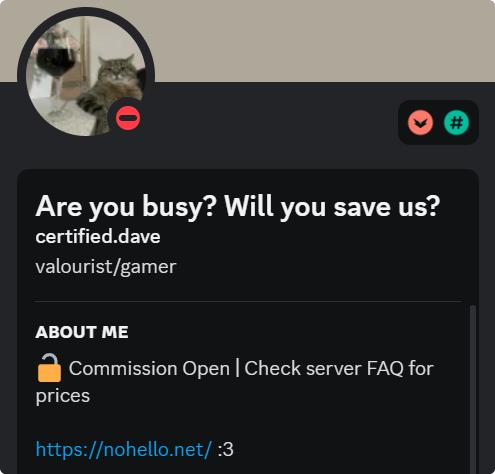 Are you busy? Will you save us?
certified.dave
valourist/gamer
ABOUT ME
🔓 Commission Open | Check server FAQ for
prices
https://nohello.net/ :3